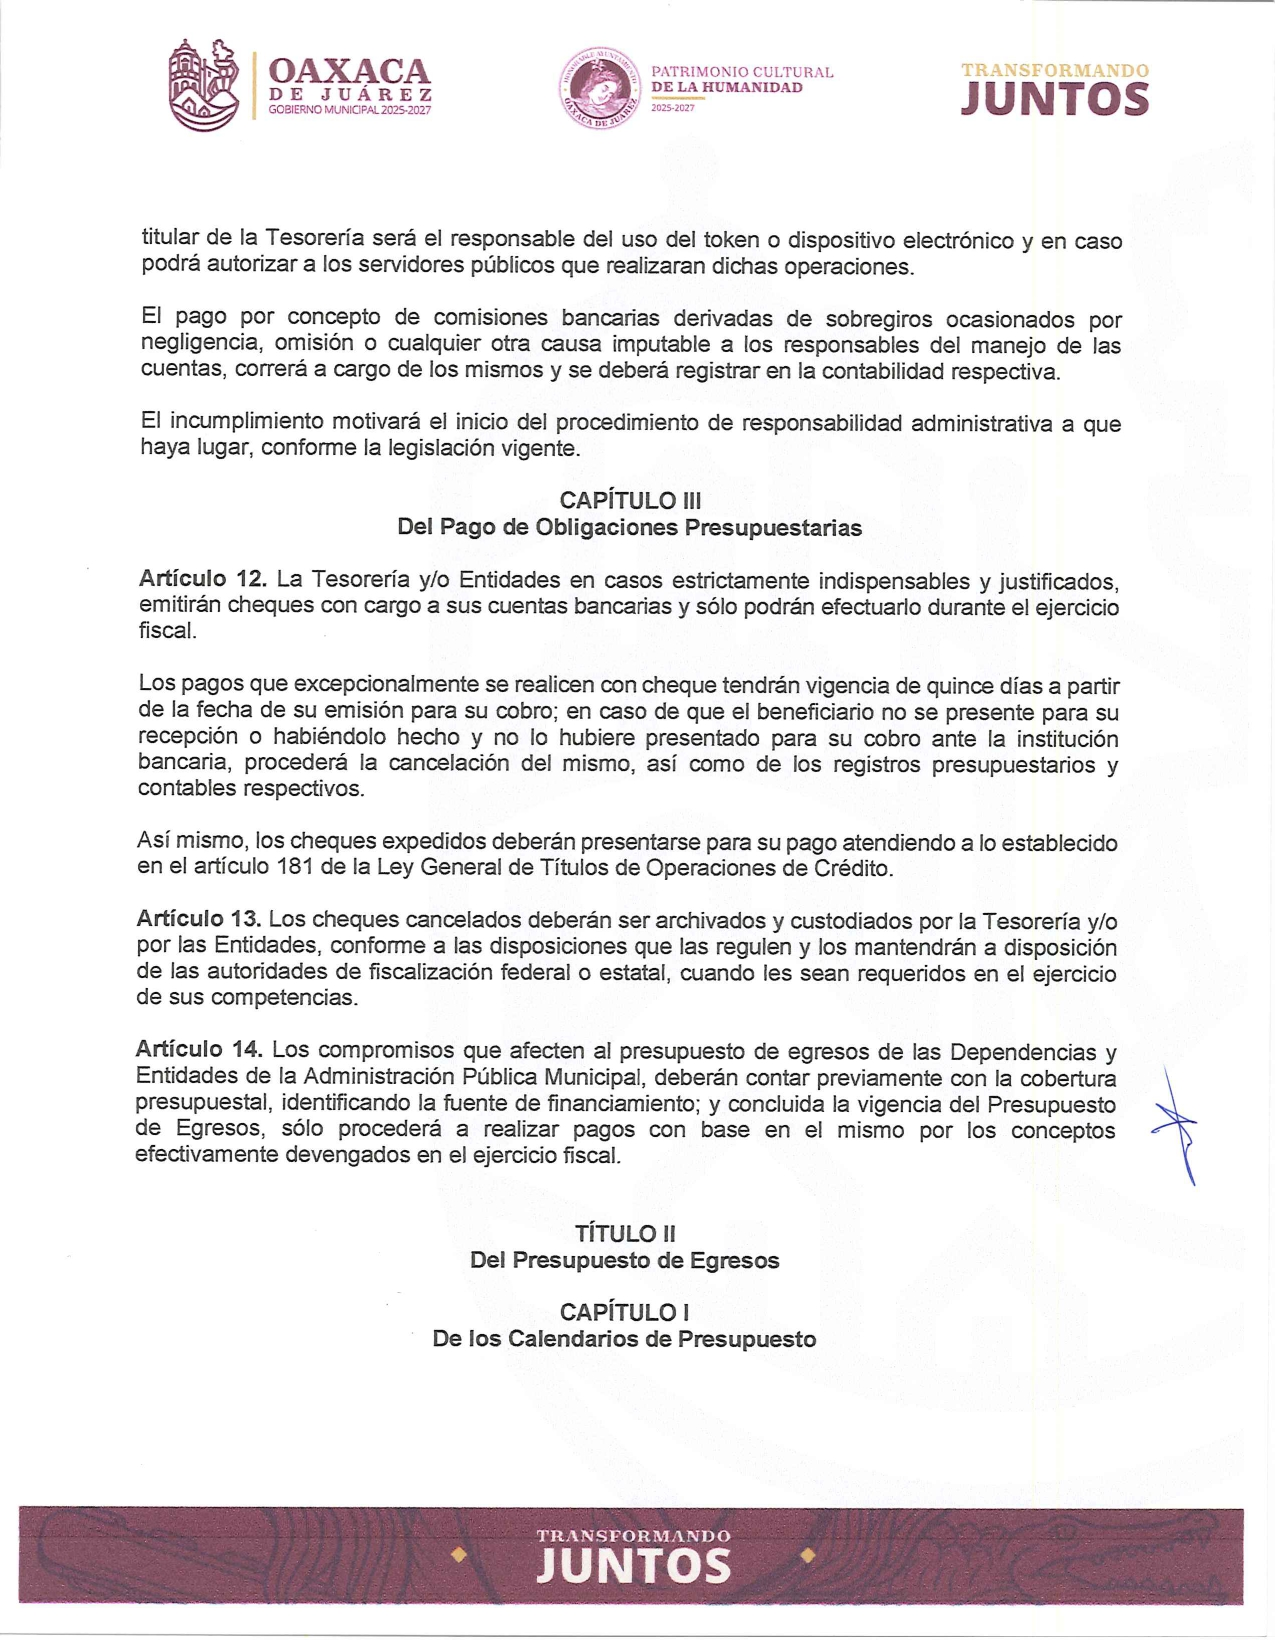 OAXACA
DE JUÁREZ
GOBIERNO MUNICIPAL 2025-2027
HONORABLE AYUNTAMIENTO
OAXACA DE JUÁREZ
PATRIMONIO CULTURAL
DE LA HUMANIDAD
2025-2027
TRANSFORMANDO
JUNTOS
titular de la Tesorería será el responsable del uso del token o dispositivo electrónico y en caso
podrá autorizar a los servidores públicos que realizaran dichas operaciones.
El pago por concepto de comisiones bancarias derivadas de sobregiros ocasionados por
negligencia, omisión o cualquier otra causa imputable a los responsables del manejo de las
cuentas, correrá a cargo de los mismos y se deberá registrar en la contabilidad respectiva.
El incumplimiento motivará el inicio del procedimiento de responsabilidad administrativa a que
haya lugar, conforme la legislación vigente.
CAPÍTULO III
Del Pago de Obligaciones Presupuestarias
Artículo 12. La Tesorería y/o Entidades en casos estrictamente indispensables y justificados,
emitirán cheques con cargo a sus cuentas bancarias y sólo podrán efectuarlo durante el ejercicio
fiscal.
Los pagos que excepcionalmente se realicen con cheque tendrán vigencia de quince días a partir
de la fecha de su emisión para su cobro; en caso de que el beneficiario no se presente para su
recepción o habiéndolo hecho y no lo hubiere presentado para su cobro ante la institución
bancaria, procederá la cancelación del mismo, así como de los registros presupuestarios y
contables respectivos.
Así mismo, los cheques expedidos deberán presentarse para su pago atendiendo a lo establecido
en el artículo 181 de la Ley General de Títulos de Operaciones de Crédito.
Artículo 13. Los cheques cancelados deberán ser archivados y custodiados por la Tesorería y/o
por las Entidades, conforme a las disposiciones que las regulen y los mantendrán a disposición
de las autoridades de fiscalización federal o estatal, cuando les sean requeridos en el ejercicio
de sus competencias.
Artículo 14. Los compromisos que afecten al presupuesto de egresos de las Dependencias y
Entidades de la Administración Pública Municipal, deberán contar previamente con la cobertura
presupuestal, identificando la fuente de financiamiento; y concluida la vigencia del Presupuesto
de Egresos, sólo procederá a realizar pagos con base en el mismo por los conceptos
efectivamente devengados en el ejercicio fiscal.
TÍTULO II
Del Presupuesto de Egresos
CAPÍTULO I
De los Calendarios de Presupuesto
TRANSFORMANDO
JUNTOS